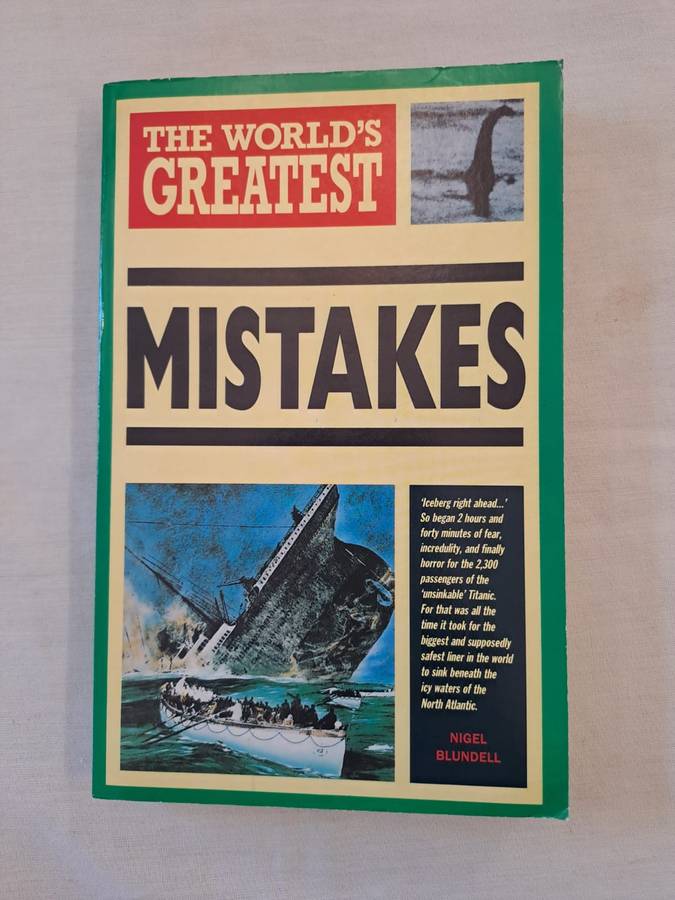 THE WORLD'S
GREATEST
MISTAKES
'Iceberg right ahead...'
So began 2 hours and
forty minutes of fear,
incredulity, and finally
horror for the 2,300
passengers of the
'unsinkable' Titanic.
For that was all the
time it took for the
biggest and supposedly
safest liner in the world
to sink beneath the
icy waters of the
North Atlantic.
NIGEL
BLUNDELL